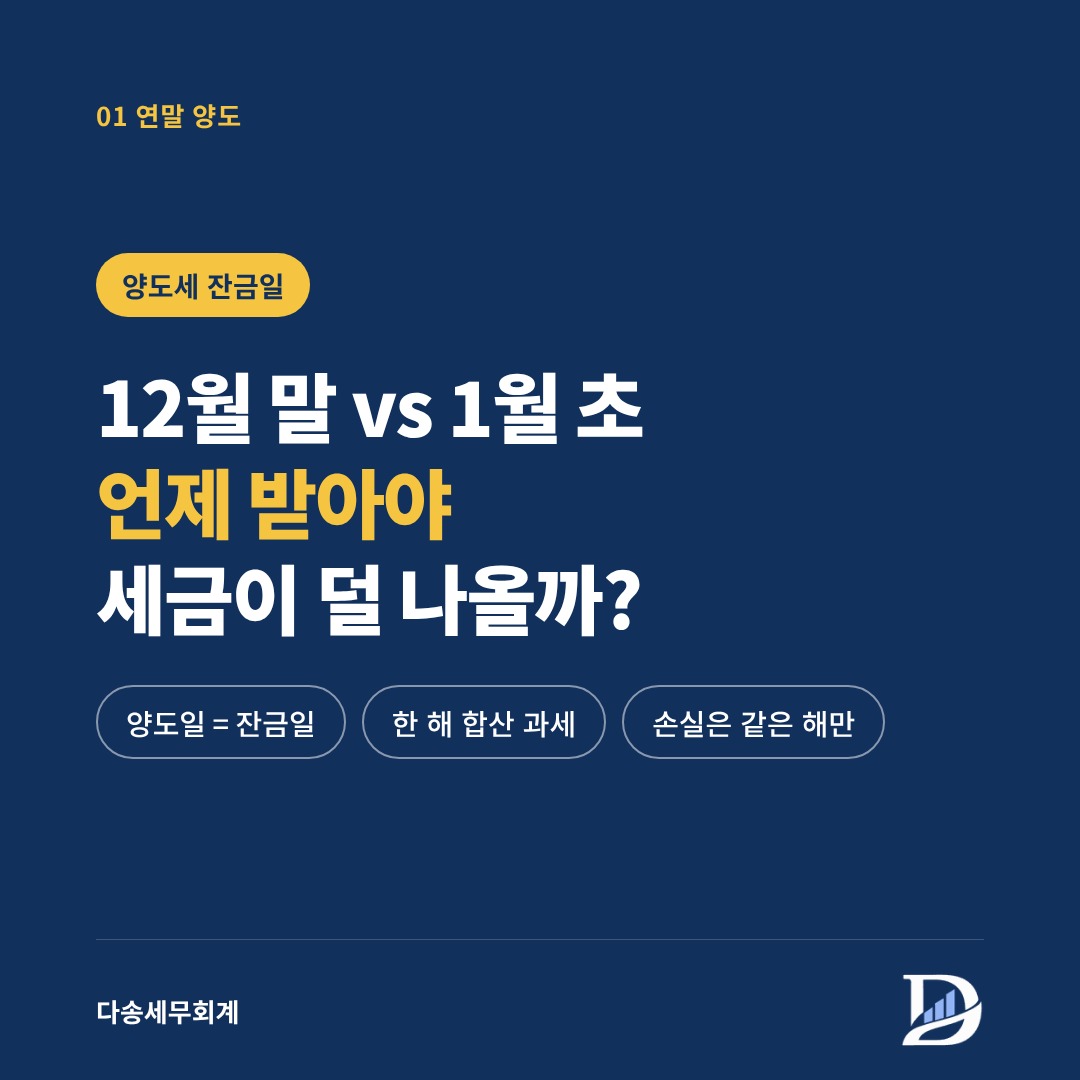 01 연말 양도
양도세 잔금일
12월 말 vs 1월 초
언제 받아야
세금이 덜 나올까?
양도일 = 잔금일
한 해 합산 과세
손실은 같은 해만
다송세무회계